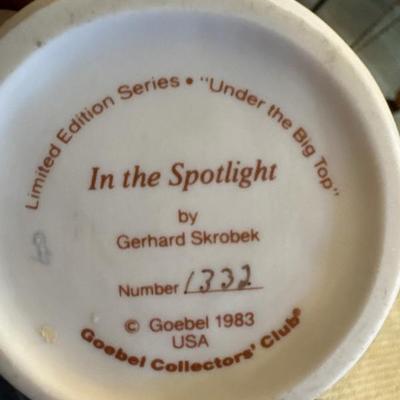 Limited Edition Series • "Under the Big Top"
In the Spotlight
by
Gerhard Skrobek
Number 1332
© Goebel 1983
USA
Goebel Collectors' Club®